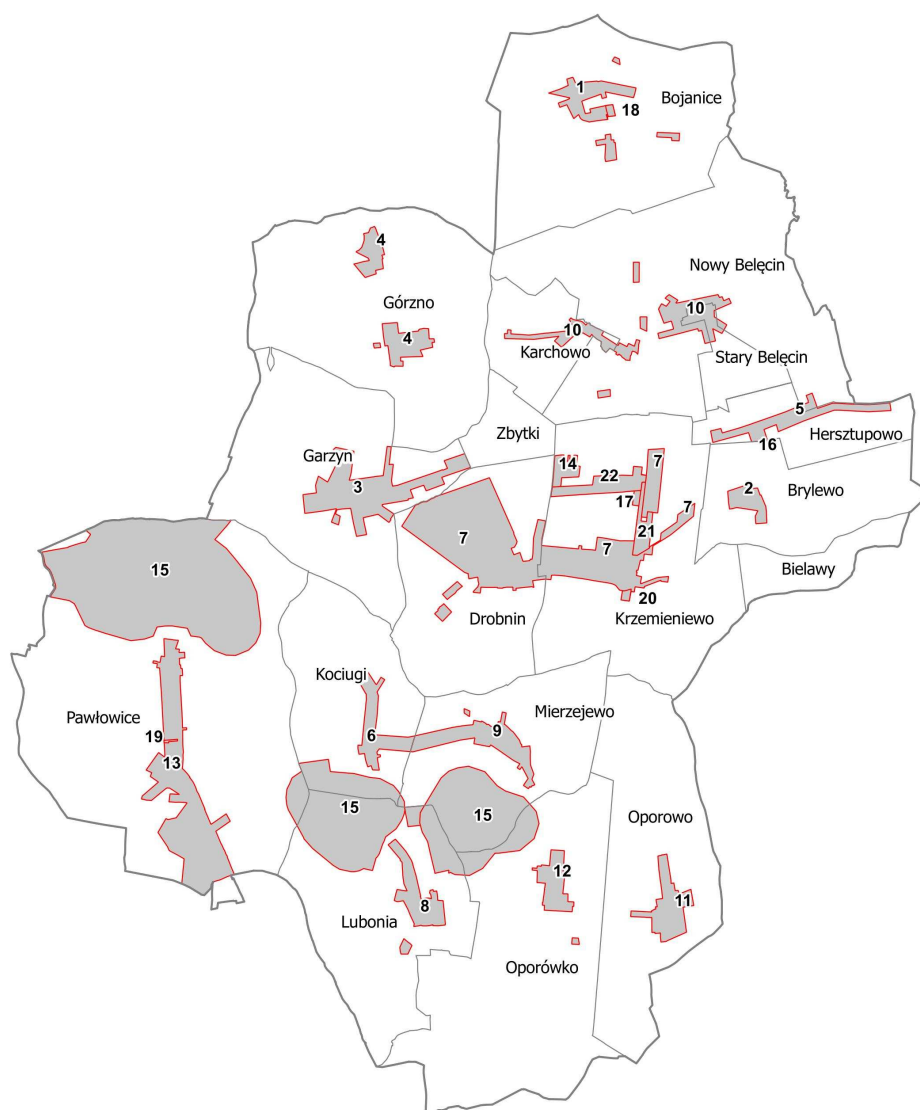 1
18
Bojanice
4
Górzno
4
Nowy Belęcin
10
10
Karchowo
Stary Belęcin
5
Hersztupowo
16
Zbytki
Garzyn
3
14
22
7
17
2
Brylewo
7
7
21
7
Bielawy
20
Drobnin
Krzemieniewo
15
Kociugi
Pawłowice
19
13
6
9
Mierzejewo
15
15
Oporowo
12
11
8
Lubonia
Oporówko